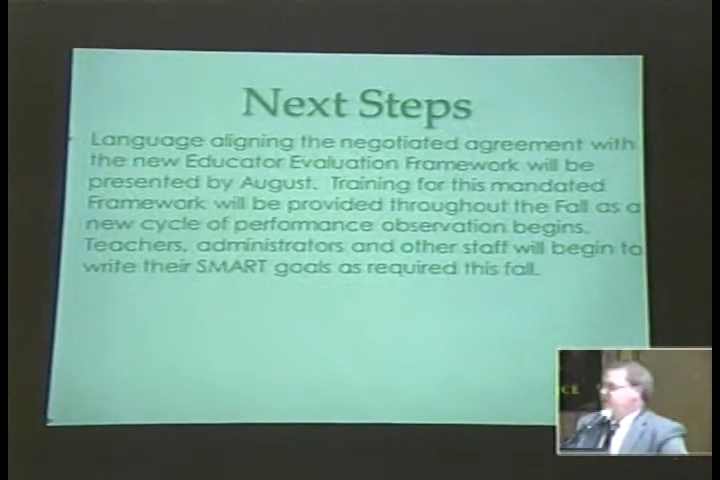 Next Steps
Language aligning the negotiated agreement with
the new Educator Evaluation Framework will be
presented by August. Training for this mandated
Framework will be provided throughout the Fall as a
new cycle of performance observation begins.
Teachers, administrators and other staff will begin to
write their SMART goals as required this fall.
CE